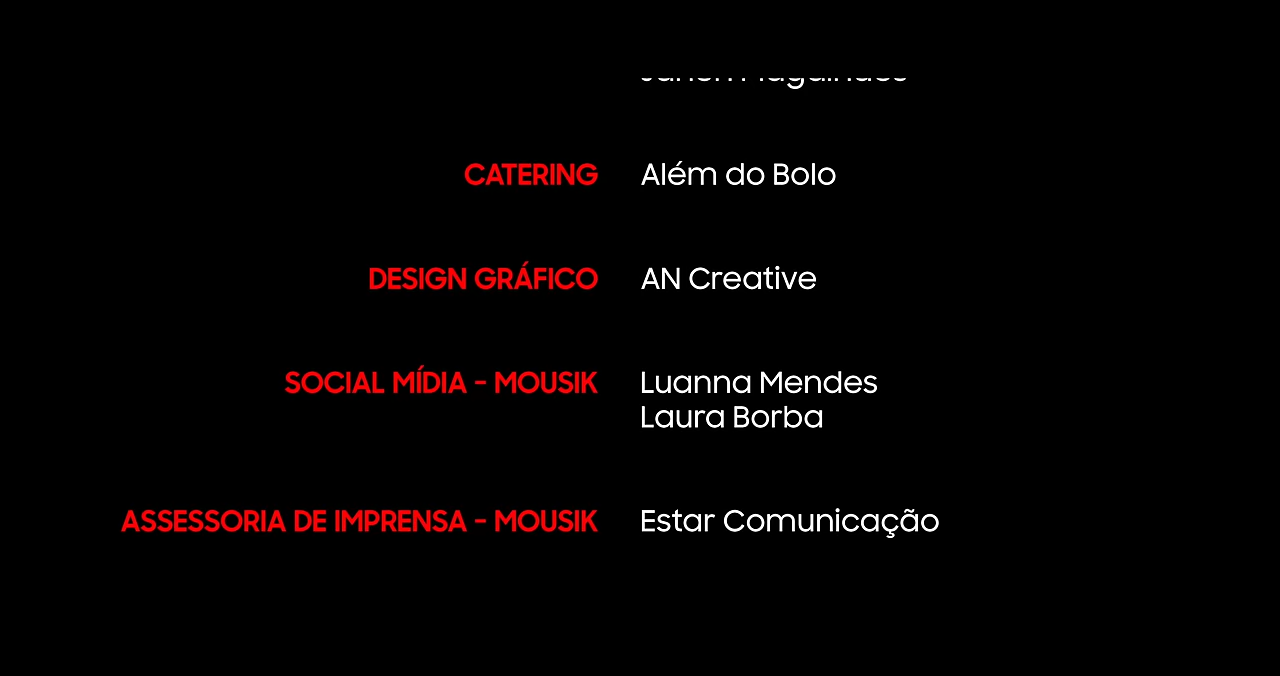 CATERING Além do Bolo
DESIGN GRÁFICO AN Creative
SOCIAL MÍDIA - MOUSIK Luanna Mendes
Laura Borba
ASSESSORIA DE IMPRENSA - MOUSIK Estar Comunicação